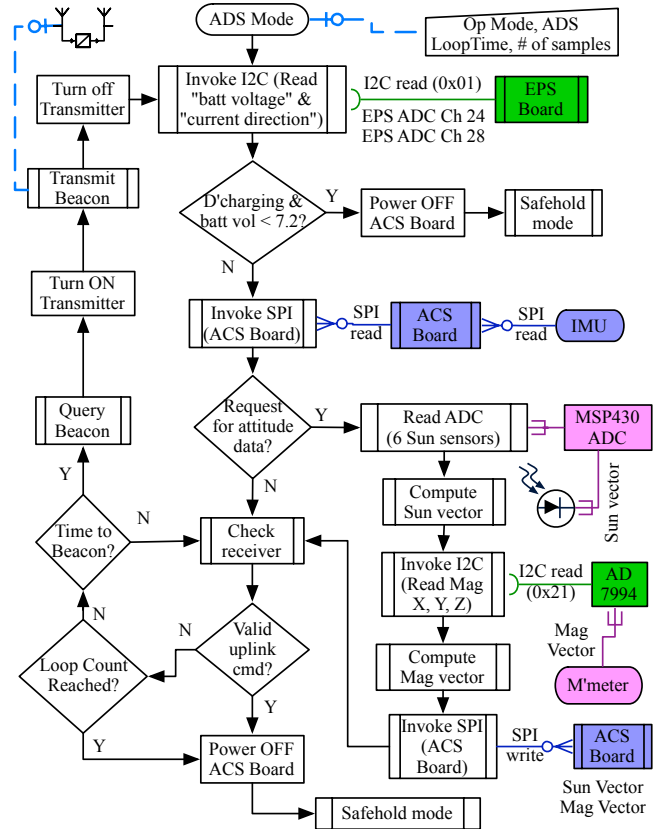 ADS Mode
Op Mode, ADS
LoopTime, # of samples
Turn off
Transmitter
Invoke I2C (Read
"batt voltage" &
"current direction")
I2C read (0x01)
EPS ADC Ch 24
EPS ADC Ch 28
EPS
Board
Transmit
Beacon
D'charging &
batt vol < 7.2?
Y
Power OFF
ACS Board
Safehold
mode
N
Turn ON
Transmitter
Invoke SPI
(ACS Board)
SPI
read
ACS
Board
SPI
read
IMU
Query
Beacon
Request
for attitude
data?
Y
Read ADC
(6 Sun sensors)
MSP430
ADC
Y
N
Compute
Sun vector
Sun vector
Time to
Beacon?
N
Check
receiver
Invoke I2C
(Read Mag
X, Y, Z)
I2C read
(0x21)
AD
7994
N
Valid
uplink
cmd?
Mag
Vector
Loop Count
Reached?
Compute
Mag vector
M'meter
Y
Y
Power OFF
ACS Board
Invoke SPI
(ACS
Board)
SPI
write
ACS
Board
Sun Vector
Mag Vector
Safehold mode